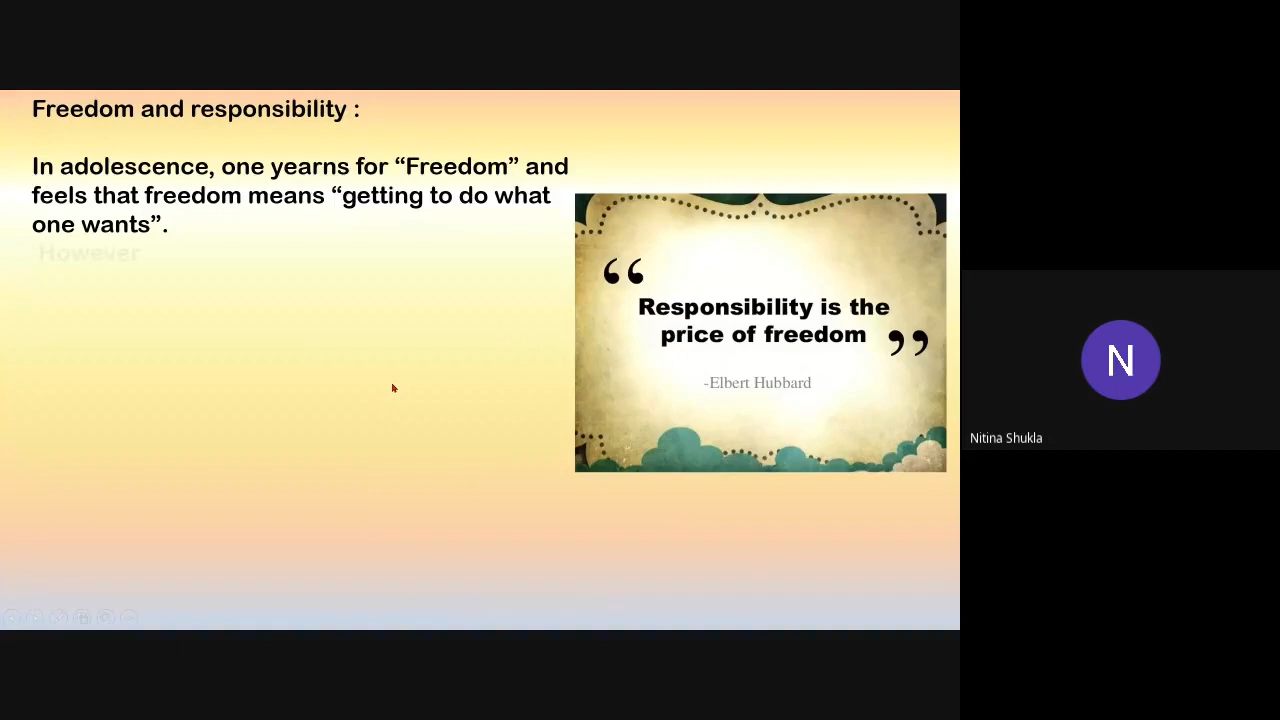 Freedom and responsibility :
In adolescence, one yearns for “Freedom” and
feels that freedom means “getting to do what
one wants”.
However
“
Responsibility is the
price of freedom
”
-Elbert Hubbard
N
Nitina Shukla